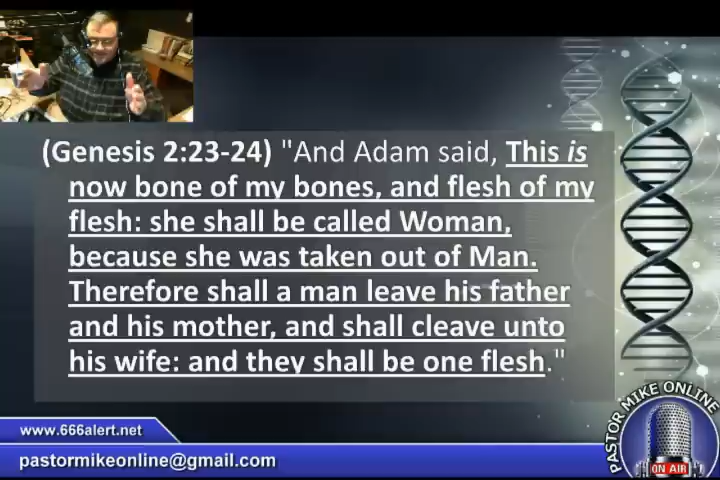 (Genesis 2:23-24) "And Adam said, This is
now bone of my bones, and flesh of my
flesh: she shall be called Woman,
because she was taken out of Man.
Therefore shall a man leave his father
and his mother, and shall cleave unto
his wife: and they shall be one flesh."
www.666alert.net
pastormikeonline@gmail.com
PASTOR MIKE ONLINE
ON AIR